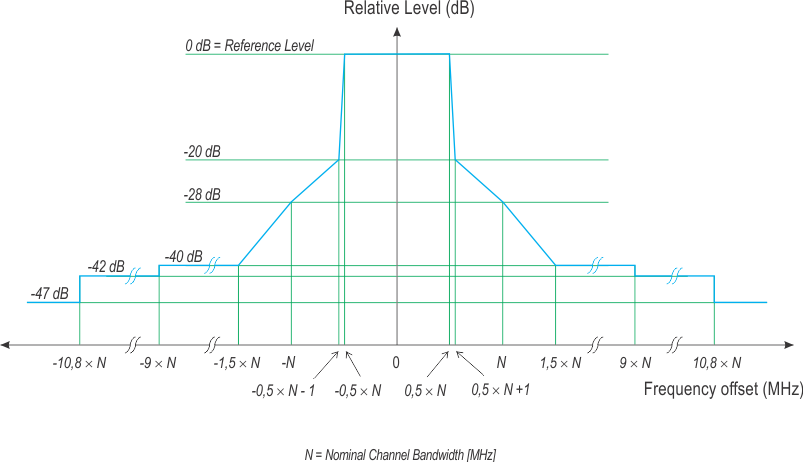 Relative Level (dB)
0 dB = Reference Level
-20 dB
-28 dB
-40 dB
-42 dB
-47 dB
-10,8 × N
-9 × N
-1,5 × N
-N
0
N
1,5 × N
9 × N
10,8 × N
-0,5 × N - 1
-0,5 × N
0,5 × N
0,5 × N +1
Frequency offset (MHz)
N = Nominal Channel Bandwidth [MHz]